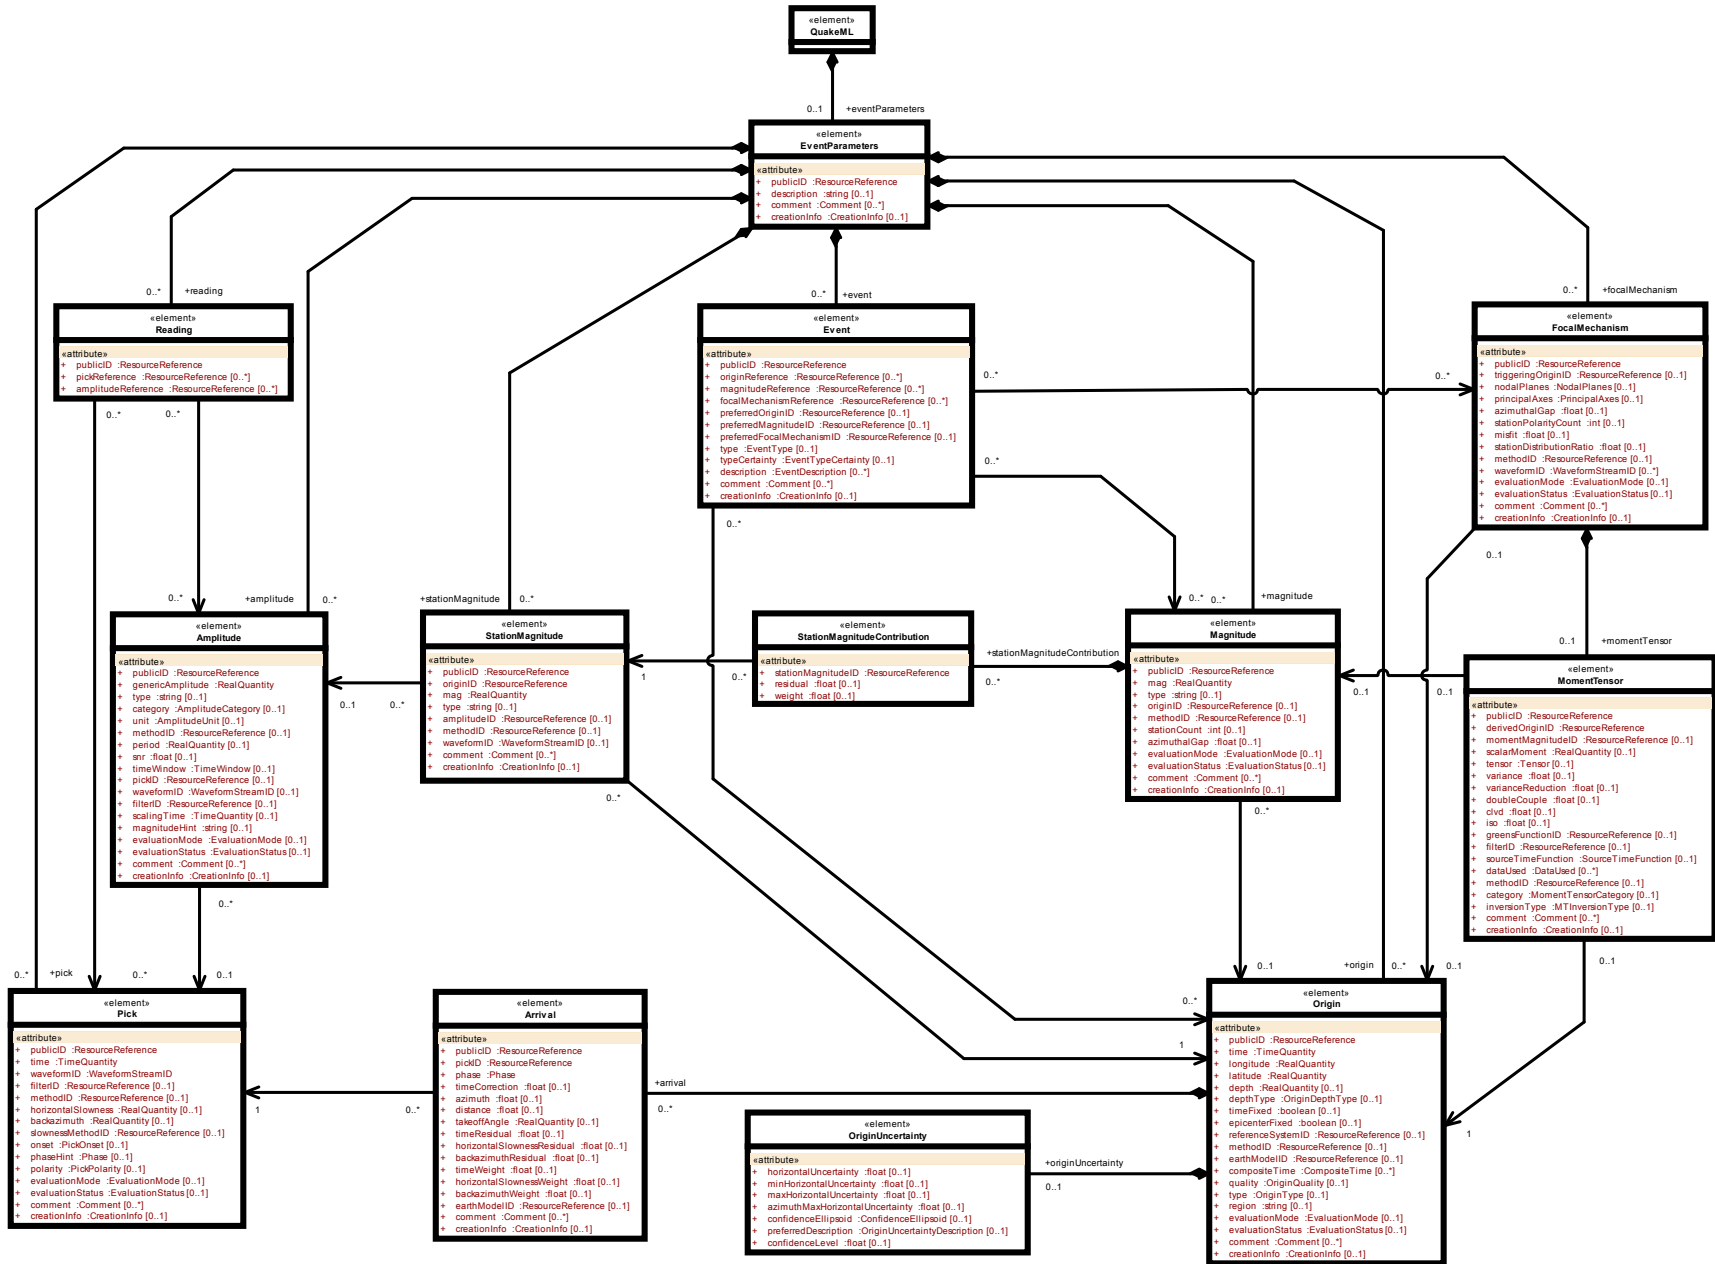 «element»
QuakeML
0..1 +eventParameters
«element»
EventParameters
«attribute»
+ publicID :ResourceReference
+ description :string [0..1]
+ comment :Comment [0..*]
+ creationInfo :CreationInfo [0..1]
0..* +reading
0..* +event
0..* +focalMechanism
«element»
Reading
«attribute»
+ publicID :ResourceReference
+ pickReference :ResourceReference [0..*]
+ amplitudeReference :ResourceReference [0..*]
0..* 0..*
«element»
Event
«attribute»
+ publicID :ResourceReference
+ originReference :ResourceReference [0..*]
+ magnitudeReference :ResourceReference [0..*]
+ focalMechanismReference :ResourceReference [0..*]
+ preferredOriginID :ResourceReference [0..1]
+ preferredMagnitudeID :ResourceReference [0..1]
+ preferredFocalMechanismID :ResourceReference [0..1]
+ type :EventType [0..1]
+ typeCertainty :EventTypeCertainty [0..1]
+ description :EventDescription [0..*]
+ comment :Comment [0..*]
+ creationInfo :CreationInfo [0..1]
0..* 0..*
0..*
0..*
«element»
FocalMechanism
«attribute»
+ publicID :ResourceReference
+ triggeringOriginID :ResourceReference [0..1]
+ nodalPlanes :NodalPlanes [0..1]
+ principalAxes :PrincipalAxes [0..1]
+ azimuthalGap :float [0..1]
+ stationPolarityCount :int [0..1]
+ misfit :float [0..1]
+ stationDistributionRatio :float [0..1]
+ methodID :ResourceReference [0..1]
+ waveformID :WaveformStreamID [0..*]
+ evaluationMode :EvaluationMode [0..1]
+ evaluationStatus :EvaluationStatus [0..1]
+ comment :Comment [0..*]
+ creationInfo :CreationInfo [0..1]
0..1
0..* +amplitude 0..*
+stationMagnitude 0..*
0..* 0..* +magnitude
0..1 +momentTensor
«element»
Amplitude
«attribute»
+ publicID :ResourceReference
+ genericAmplitude :RealQuantity
+ type :string [0..1]
+ category :AmplitudeCategory [0..1]
+ unit :AmplitudeUnit [0..1]
+ methodID :ResourceReference [0..1]
+ period :RealQuantity [0..1]
+ snr :float [0..1]
+ timeWindow :TimeWindow [0..1]
+ pickID :ResourceReference [0..1]
+ waveformID :WaveformStreamID [0..1]
+ filterID :ResourceReference [0..1]
+ scalingTime :TimeQuantity [0..1]
+ magnitudeHint :string [0..1]
+ evaluationMode :EvaluationMode [0..1]
+ evaluationStatus :EvaluationStatus [0..1]
+ comment :Comment [0..*]
+ creationInfo :CreationInfo [0..1]
0..*
0..1 0..*
«element»
StationMagnitude
«attribute»
+ publicID :ResourceReference
+ originID :ResourceReference
+ mag :RealQuantity
+ type :string [0..1]
+ amplitudeID :ResourceReference [0..1]
+ methodID :ResourceReference [0..1]
+ waveformID :WaveformStreamID [0..1]
+ comment :Comment [0..*]
+ creationInfo :CreationInfo [0..1]
0..*
1 0..*
«element»
StationMagnitudeContribution
«attribute»
+ stationMagnitudeID :ResourceReference
+ residual :float [0..1]
+ weight :float [0..1]
+stationMagnitudeContribution
0..*
«element»
Magnitude
«attribute»
+ publicID :ResourceReference
+ mag :RealQuantity
+ type :string [0..1]
+ originID :ResourceReference [0..1]
+ methodID :ResourceReference [0..1]
+ stationCount :int [0..1]
+ azimuthalGap :float [0..1]
+ evaluationMode :EvaluationMode [0..1]
+ evaluationStatus :EvaluationStatus [0..1]
+ comment :Comment [0..*]
+ creationInfo :CreationInfo [0..1]
0..*
0..1 0..1
«element»
MomentTensor
«attribute»
+ publicID :ResourceReference
+ derivedOriginID :ResourceReference
+ momentMagnitudeID :ResourceReference [0..1]
+ scalarMoment :RealQuantity [0..1]
+ tensor :Tensor [0..1]
+ variance :float [0..1]
+ varianceReduction :float [0..1]
+ doubleCouple :float [0..1]
+ clvd :float [0..1]
+ iso :float [0..1]
+ greensFunctionID :ResourceReference [0..1]
+ filterID :ResourceReference [0..1]
+ sourceTimeFunction :SourceTimeFunction [0..1]
+ dataUsed :DataUsed [0..*]
+ methodID :ResourceReference [0..1]
+ category :MomentTensorCategory [0..1]
+ inversionType :MTInversionType [0..1]
+ comment :Comment [0..*]
+ creationInfo :CreationInfo [0..1]
0..1
0..* +pick 0..* 0..1
0..1 +origin 0..* 0..1
«element»
Pick
«attribute»
+ publicID :ResourceReference
+ time :TimeQuantity
+ waveformID :WaveformStreamID
+ filterID :ResourceReference [0..1]
+ methodID :ResourceReference [0..1]
+ horizontalSlowness :RealQuantity [0..1]
+ backazimuth :RealQuantity [0..1]
+ slownessMethodID :ResourceReference [0..1]
+ onset :PickOnset [0..1]
+ phaseHint :Phase [0..1]
+ polarity :PickPolarity [0..1]
+ evaluationMode :EvaluationMode [0..1]
+ evaluationStatus :EvaluationStatus [0..1]
+ comment :Comment [0..*]
+ creationInfo :CreationInfo [0..1]
1 0..*
«element»
Arrival
«attribute»
+ publicID :ResourceReference
+ pickID :ResourceReference
+ phase :Phase
+ timeCorrection :float [0..1]
+ azimuth :float [0..1]
+ distance :float [0..1]
+ takeoffAngle :RealQuantity [0..1]
+ timeResidual :float [0..1]
+ horizontalSlownessResidual :float [0..1]
+ backazimuthResidual :float [0..1]
+ timeWeight :float [0..1]
+ horizontalSlownessWeight :float [0..1]
+ backazimuthWeight :float [0..1]
+ earthModelID :ResourceReference [0..1]
+ comment :Comment [0..*]
+ creationInfo :CreationInfo [0..1]
+arrival
0..*
«element»
OriginUncertainty
«attribute»
+ horizontalUncertainty :float [0..1]
+ minHorizontalUncertainty :float [0..1]
+ maxHorizontalUncertainty :float [0..1]
+ azimuthMaxHorizontalUncertainty :float [0..1]
+ confidenceEllipsoid :ConfidenceEllipsoid [0..1]
+ preferredDescription :OriginUncertaintyDescription [0..1]
+ confidenceLevel :float [0..1]
+originUncertainty
0..1
0..*
1
«element»
Origin
«attribute»
+ publicID :ResourceReference
+ time :TimeQuantity
+ longitude :RealQuantity
+ latitude :RealQuantity
+ depth :RealQuantity [0..1]
+ depthType :OriginDepthType [0..1]
+ timeFixed :boolean [0..1]
+ epicenterFixed :boolean [0..1]
+ referenceSystemID :ResourceReference [0..1]
+ methodID :ResourceReference [0..1]
+ earthModelID :ResourceReference [0..1]
+ compositeTime :CompositeTime [0..*]
+ quality :OriginQuality [0..1]
+ type :OriginType [0..1]
+ region :string [0..1]
+ evaluationMode :EvaluationMode [0..1]
+ evaluationStatus :EvaluationStatus [0..1]
+ comment :Comment [0..*]
+ creationInfo :CreationInfo [0..1]
1